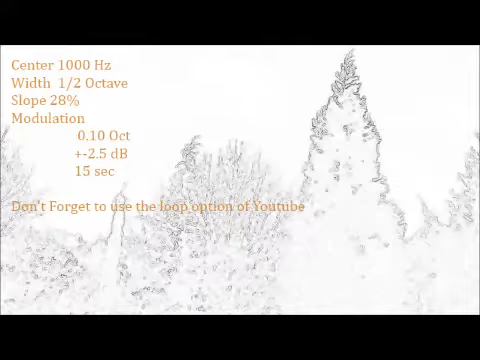 Center 1000 Hz
Width 1/2 Octave
Slope 28%
Modulation
0.10 Oct
+-2.5 dB
15 sec
Don't Forget to use the loop option of Youtube